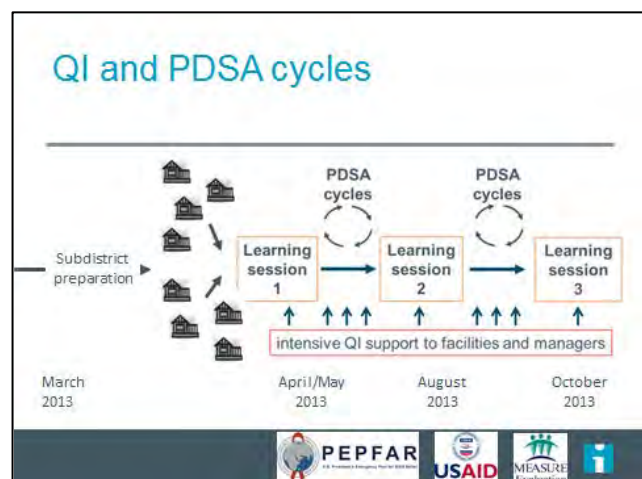 QI and PDSA cycles
PDSA
cycles
PDSA
cycles
Subdistrict
preparation
Learning
session
1
Learning
session
2
Learning
session
3
intensive QI support to facilities and managers
March
2013
April/May
2013
August
2013
October
2013
PEPFAR
USAID
MEASURE
Evaluation